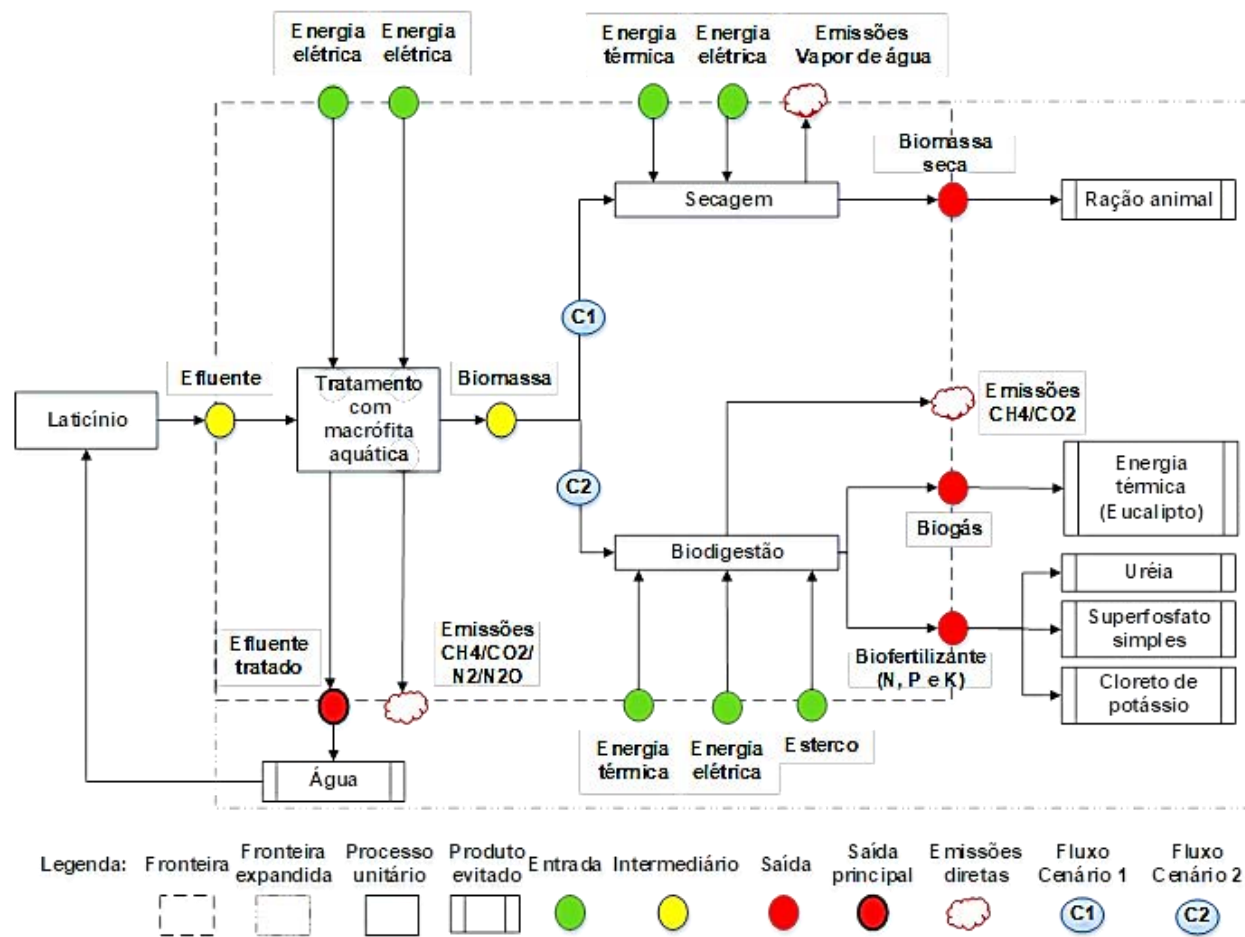 Energia
elétrica
Energia
elétrica
Energia
térmica
Energia
elétrica
Emissões
Vapor de água
Biomassa
seca
Secagem
Ração animal
C1
Efluente
Tratamento
com
macrófita
aquática
Biomassa
Laticínio
Emissões
CH4/CO2
C2
Energia
térmica
(Eucalipto)
Biogás
Biodigestão
Uréia
Efluente
tratado
Emissões
CH4/CO2/
N2/N2O
Superfosfato
simples
Biofertilizante
(N, P e K)
Cloreto de
potássio
Energia
térmica
Energia
elétrica
Esterco
Água
Legenda:
Fronteira
Fronteira
expandida
Processo
unitário
Produto
evitado
Entrada
Intermediário
Saída
Saída
principal
Emissões
diretas
Fluxo
Cenário 1
Fluxo
Cenário 2
C1
C2